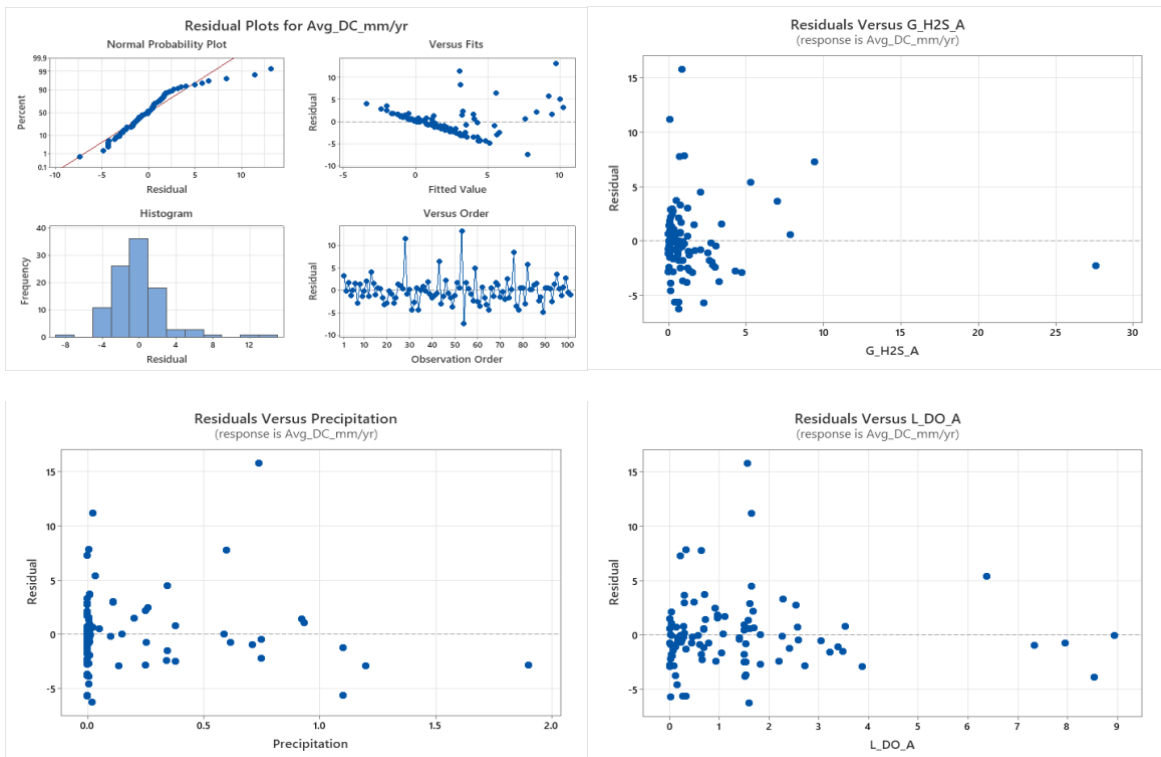 Residual Plots for Avg_DC_mm/yr
Normal Probability Plot
99.9
99
90
50
10
1
0.1
Percent
-10 -5 0 5 10
Residual
Versus Fits
10
5
0
-5
-10
Residual
-5 0 5 10
Fitted Value
Histogram
40
30
20
10
0
Frequency
-8 -4 0 4 8 12
Residual
Versus Order
10
5
0
-5
-10
Residual
1 10 20 30 40 50 60 70 80 90 100
Observation Order
Residuals Versus G_H2S_A
(response is Avg_DC_mm/yr)
15
10
5
0
-5
Residual
0 5 10 15 20 25 30
G_H2S_A
Residuals Versus Precipitation
(response is Avg_DC_mm/yr)
15
10
5
0
-5
Residual
0.0 0.5 1.0 1.5 2.0
Precipitation
Residuals Versus L_DO_A
(response is Avg_DC_mm/yr)
15
10
5
0
-5
Residual
0 1 2 3 4 5 6 7 8 9
L_DO_A